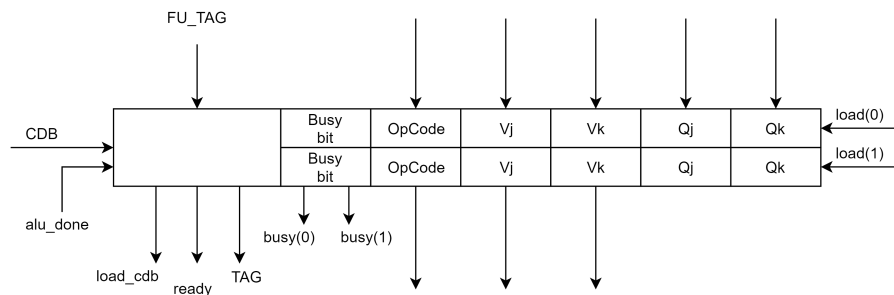 FU_TAG
load(0)
Busy
bit
OpCode
Vj
Vk
Qj
Qk
CDB
load(1)
Busy
bit
OpCode
Vj
Vk
Qj
Qk
alu_done
busy(0)
busy(1)
load_cdb
ready
TAG